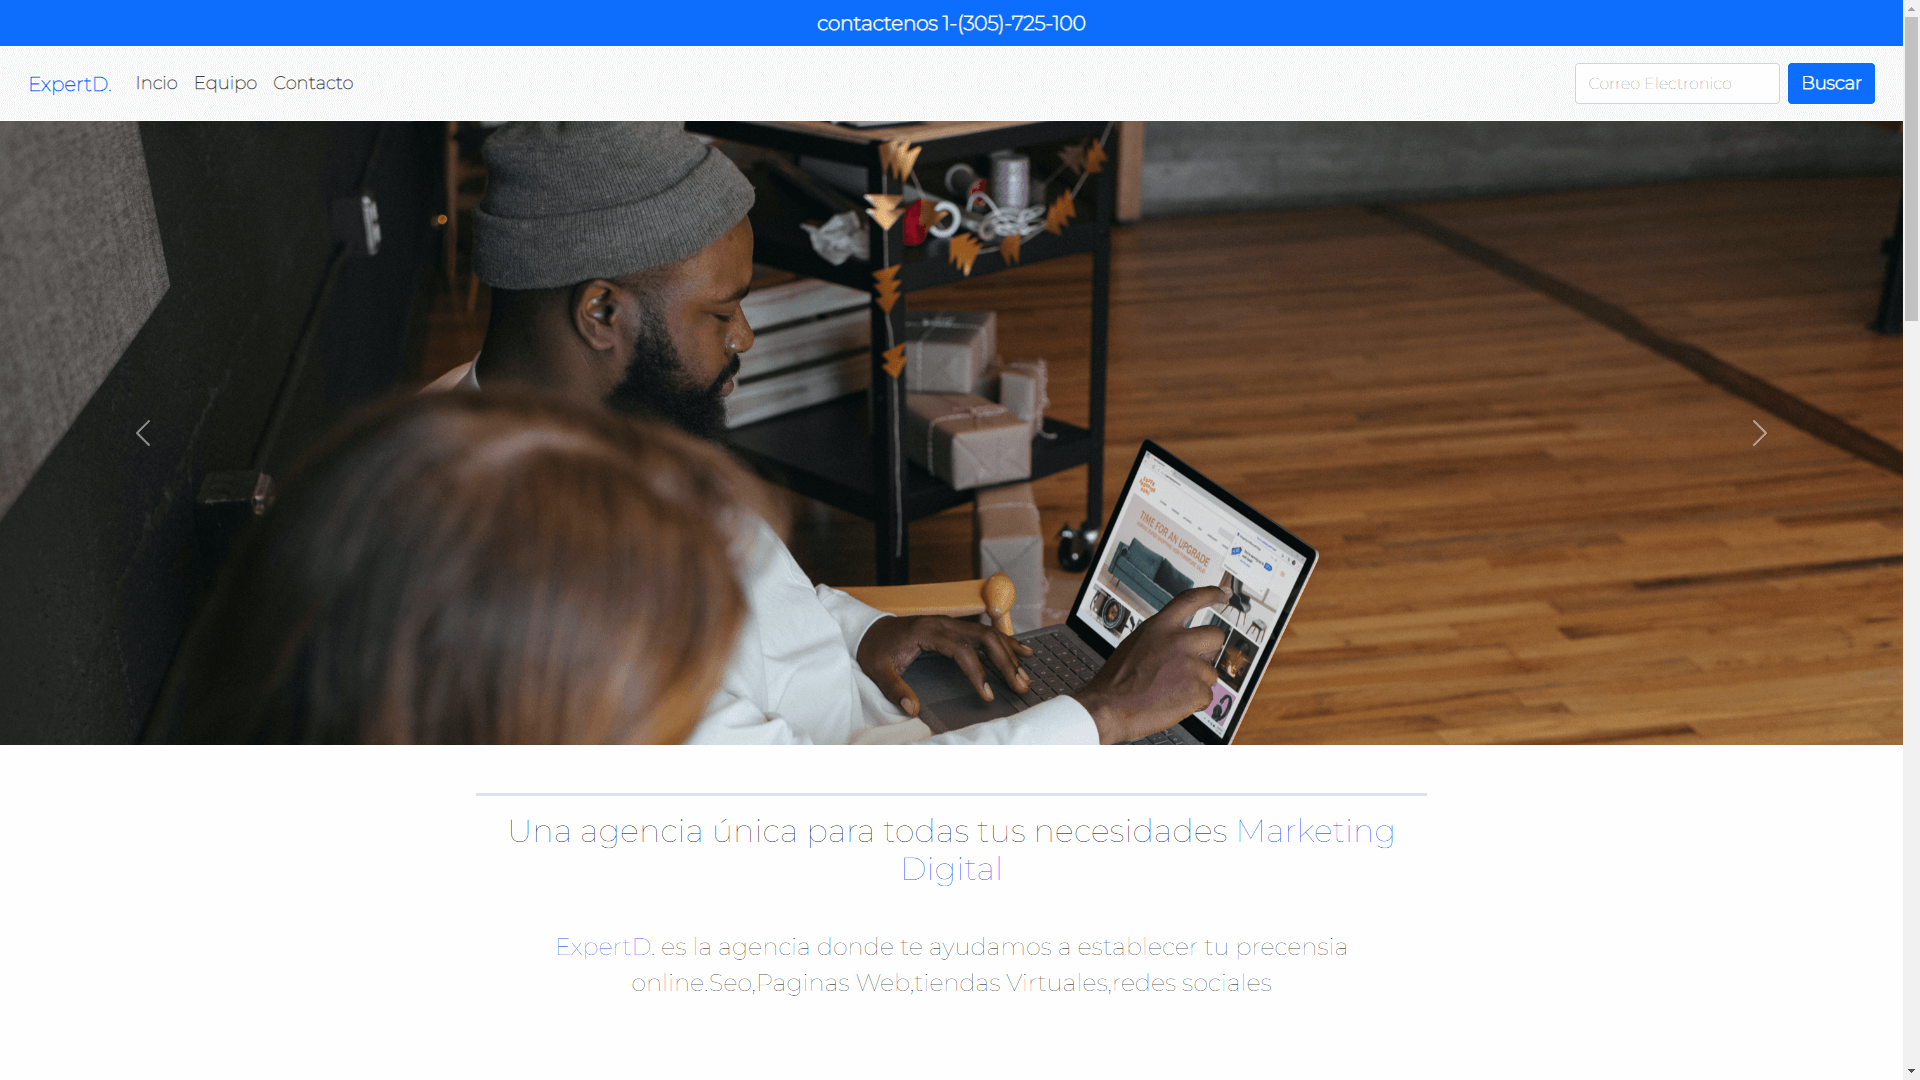 contactenos 1-(305)-725-100
ExpertD. Incio Equipo Contacto Correo Electronico Buscar
TIME FOR AN UPGRADE
Una agencia única para todas tus necesidades Marketing
Digital
ExpertD. es la agencia donde te ayudamos a establecer tu precensia
online.Seo,Paginas Web,tiendas Virtuales,redes sociales